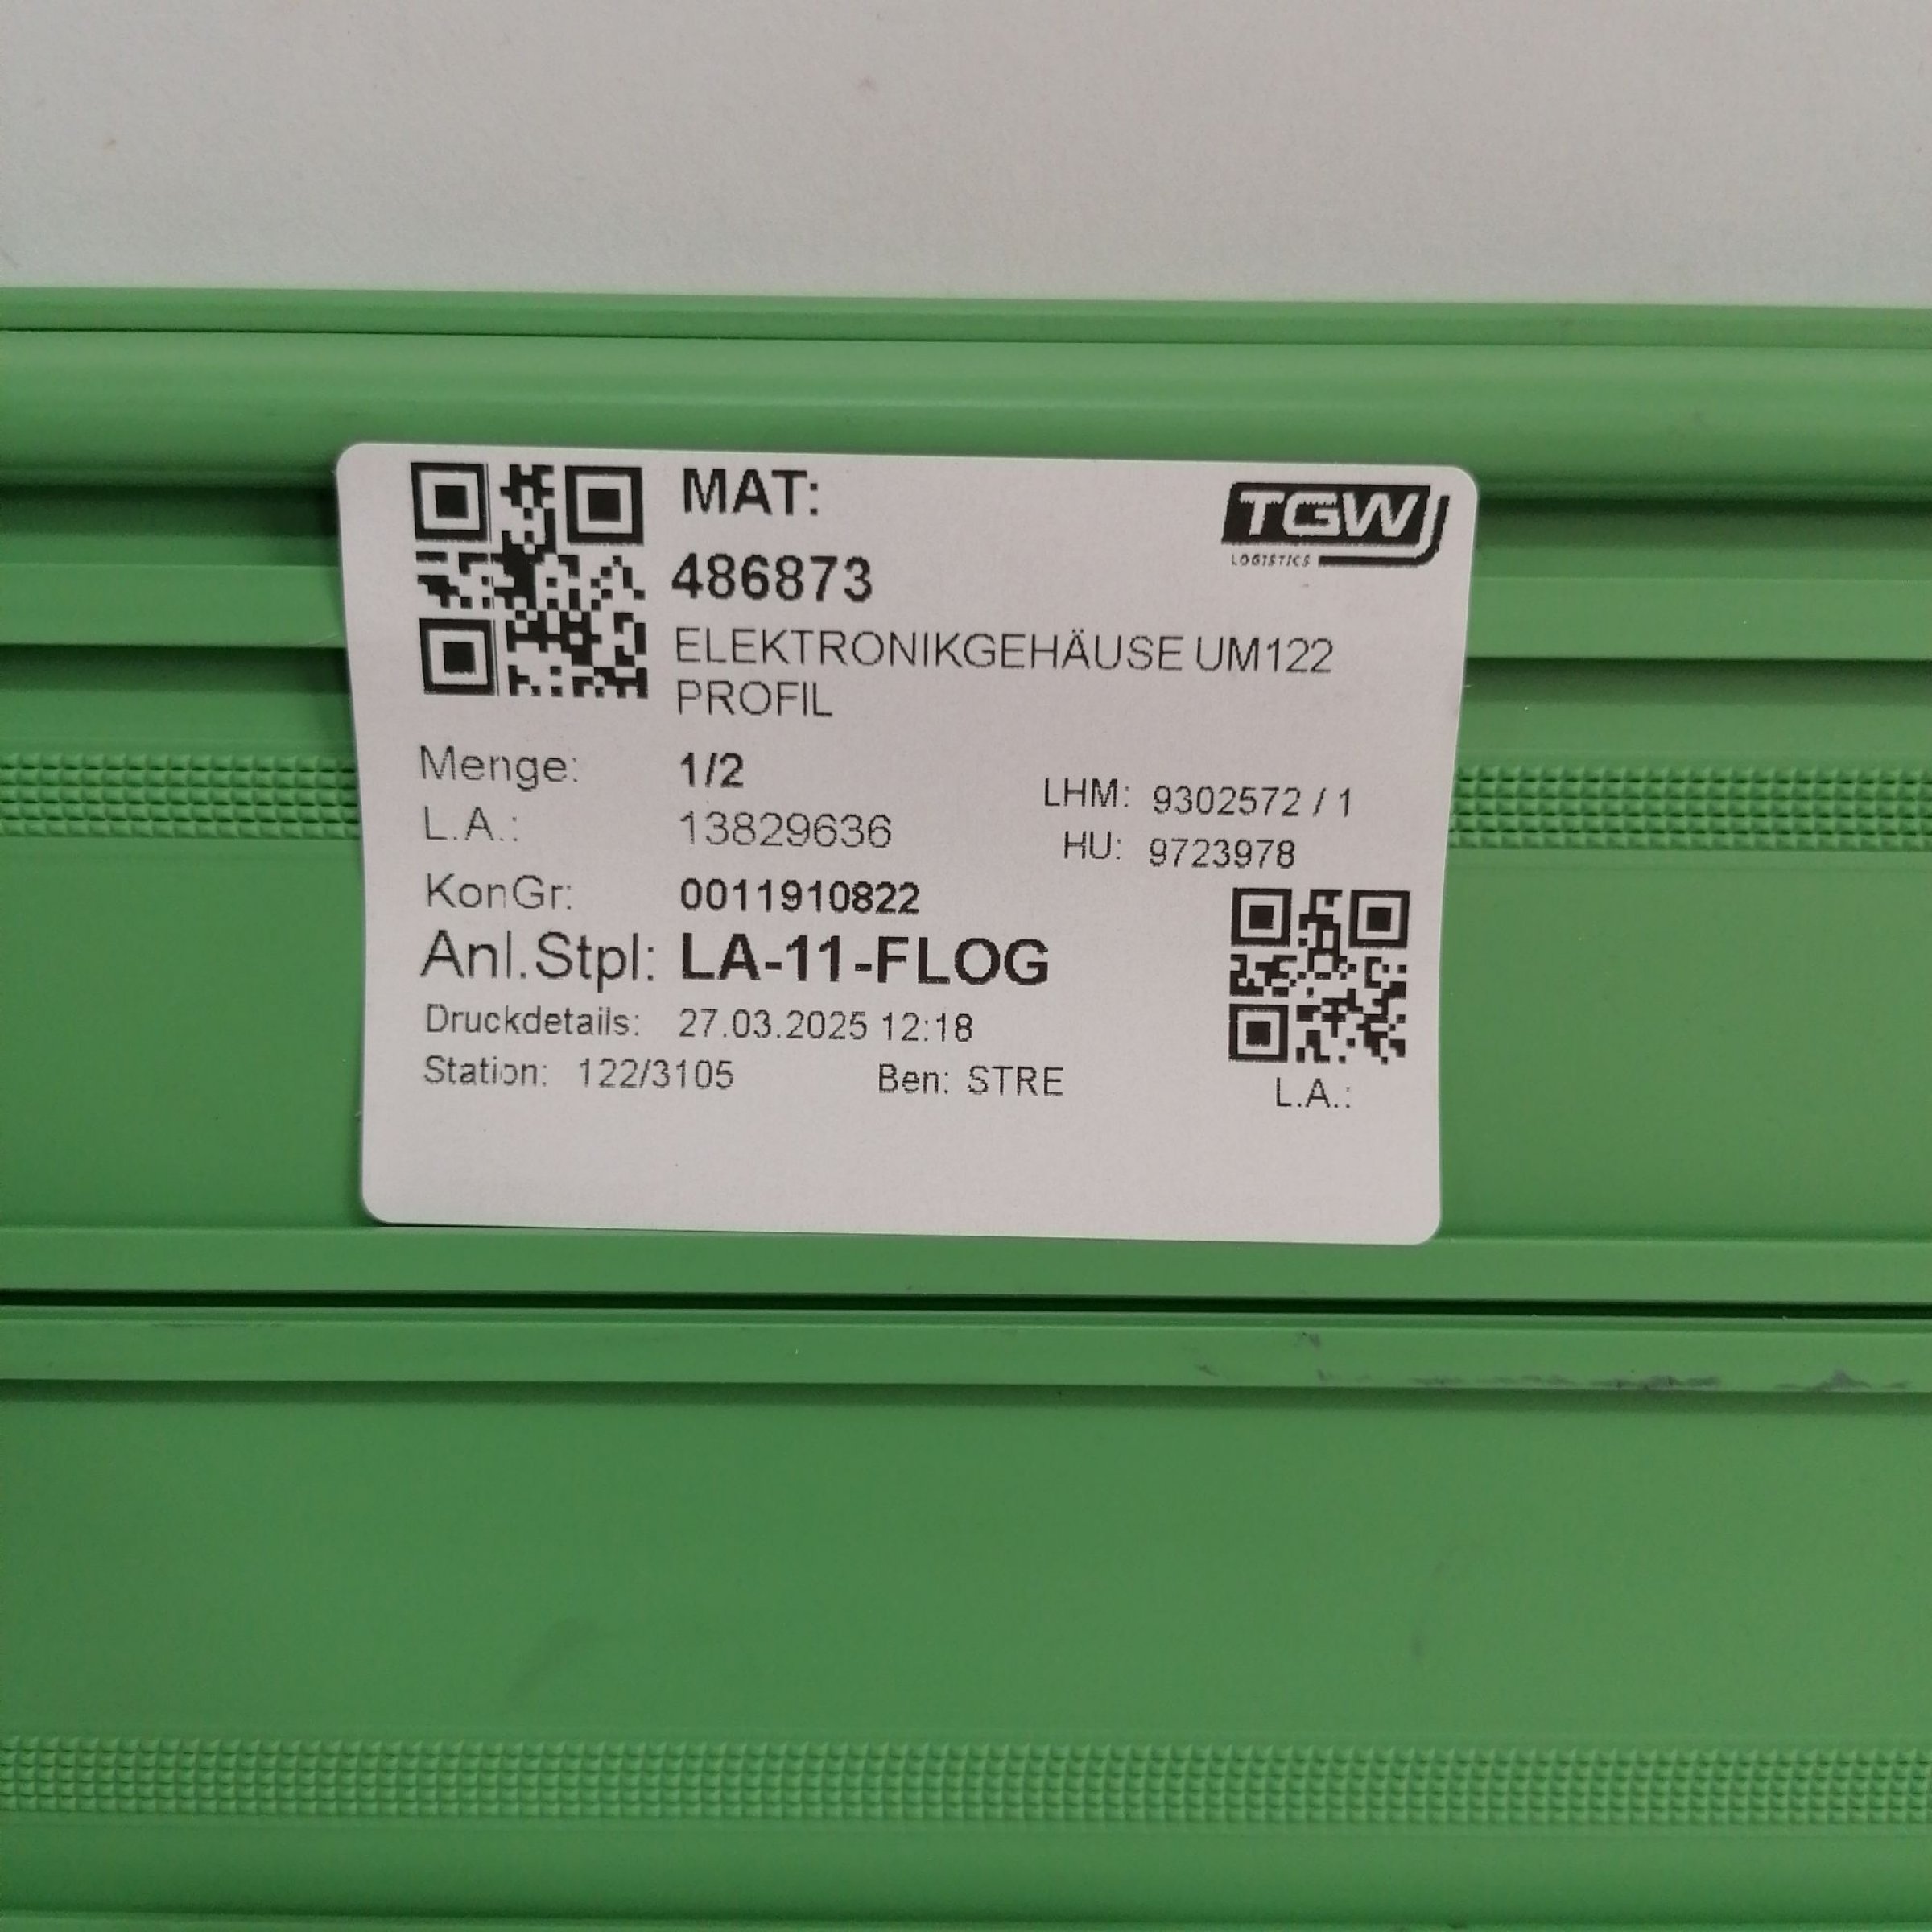 MAT:
TGW
LOGISTICS
486873
ELEKTRONIKGEHÄUSE UM122
PROFIL
Menge: 1/2
LHM: 9302572 / 1
L.A.: 13829636
HU: 9723978
KonGr: 0011910822
Anl.Stpl: LA-11-FLOG
Druckdetails: 27.03.2025 12:18
Station: 122/3105 Ben: STRE
L.A.: